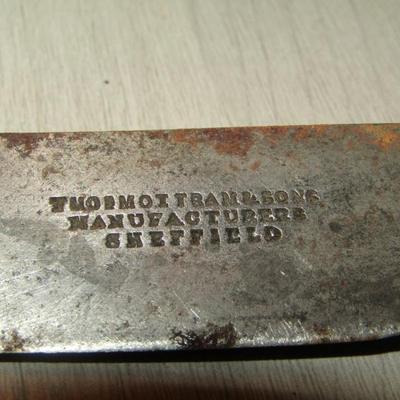 THOS MOTTRAM & SONS
MANUFACTURERS
SHEFFIELD